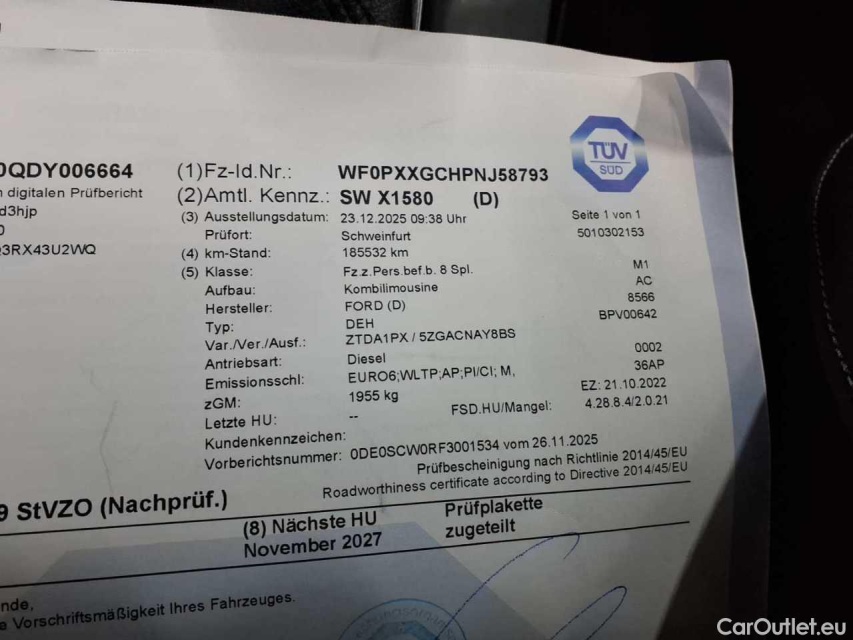 0QDY006664
n digitalen Prüfbericht
d3hjp
3RX43U2WQ
(1)Fz-Id.Nr.: WF0PXXGCHPNJ58793
(2)Amtl. Kennz.: SW X1580 (D)
(3) Ausstellungsdatum: 23.12.2025 09:38 Uhr
Prüfort: Schweinfurt
(4) km-Stand: 185532 km
(5) Klasse: Fz.z.Pers.bef.b. 8 Spl. M1
Aufbau: Kombilimousine AC
Hersteller: FORD (D) 8566
Typ: DEH BPV00642
Var./Ver./Ausf.: ZTDA1PX / 5ZGACNAY8BS
Antriebsart: Diesel 0002
Emissionsschl: EURO6;WLTP;AP;PI/CI; M, 36AP
zGM: 1955 kg EZ: 21.10.2022
Letzte HU: -- FSD.HU/Mangel: 4.28.8.4/2.0.21
Kundenkennzeichen:
Vorberichtsnummer: 0DE0SCW0RF3001534 vom 26.11.2025
TÜV
SÜD
Seite 1 von 1
5010302153
Prüfbescheinigung nach Richtlinie 2014/45/EU
Roadworthiness certificate according to Directive 2014/45/EU
9 StVZO (Nachprüf.)
(8) Nächste HU
November 2027
Prüfplakette
zugeteilt
nde,
e Vorschriftsmäßigkeit Ihres Fahrzeuges.
CarOutlet.eu